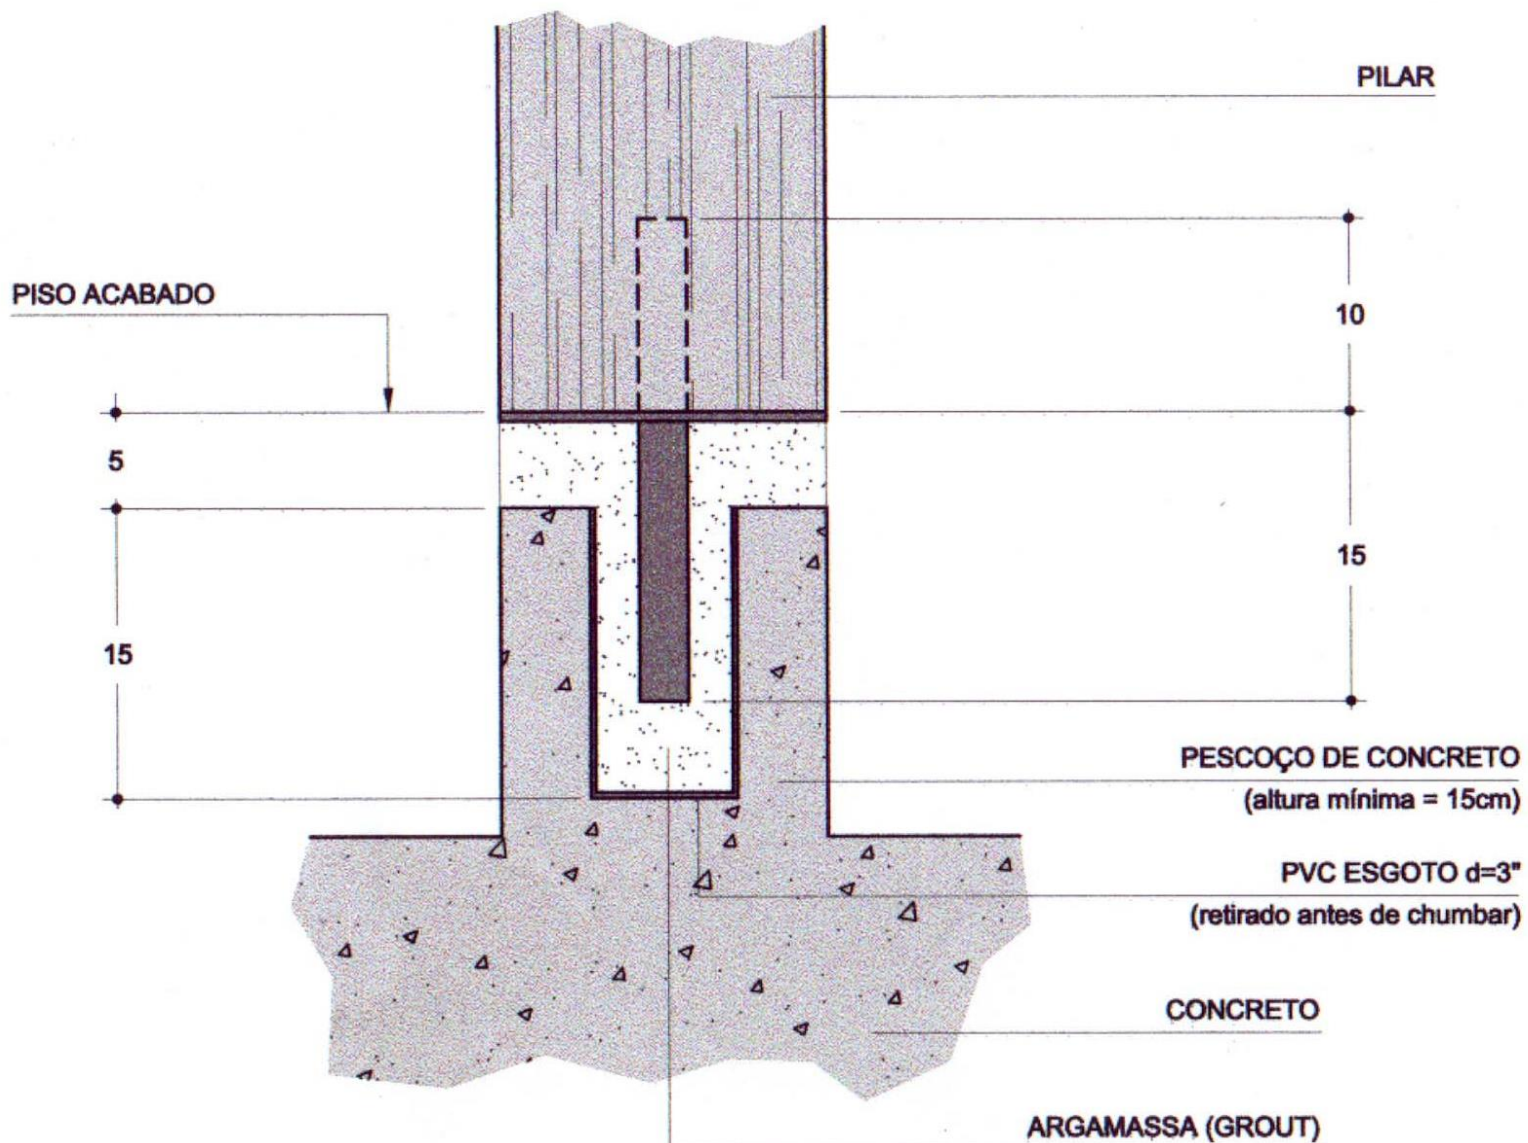 PILAR
PISO ACABADO
10
5
15
15
PESCOÇO DE CONCRETO
(altura mínima = 15cm)
PVC ESGOTO d=3"
(retirado antes de chumbar)
CONCRETO
ARGAMASSA (GROUT)